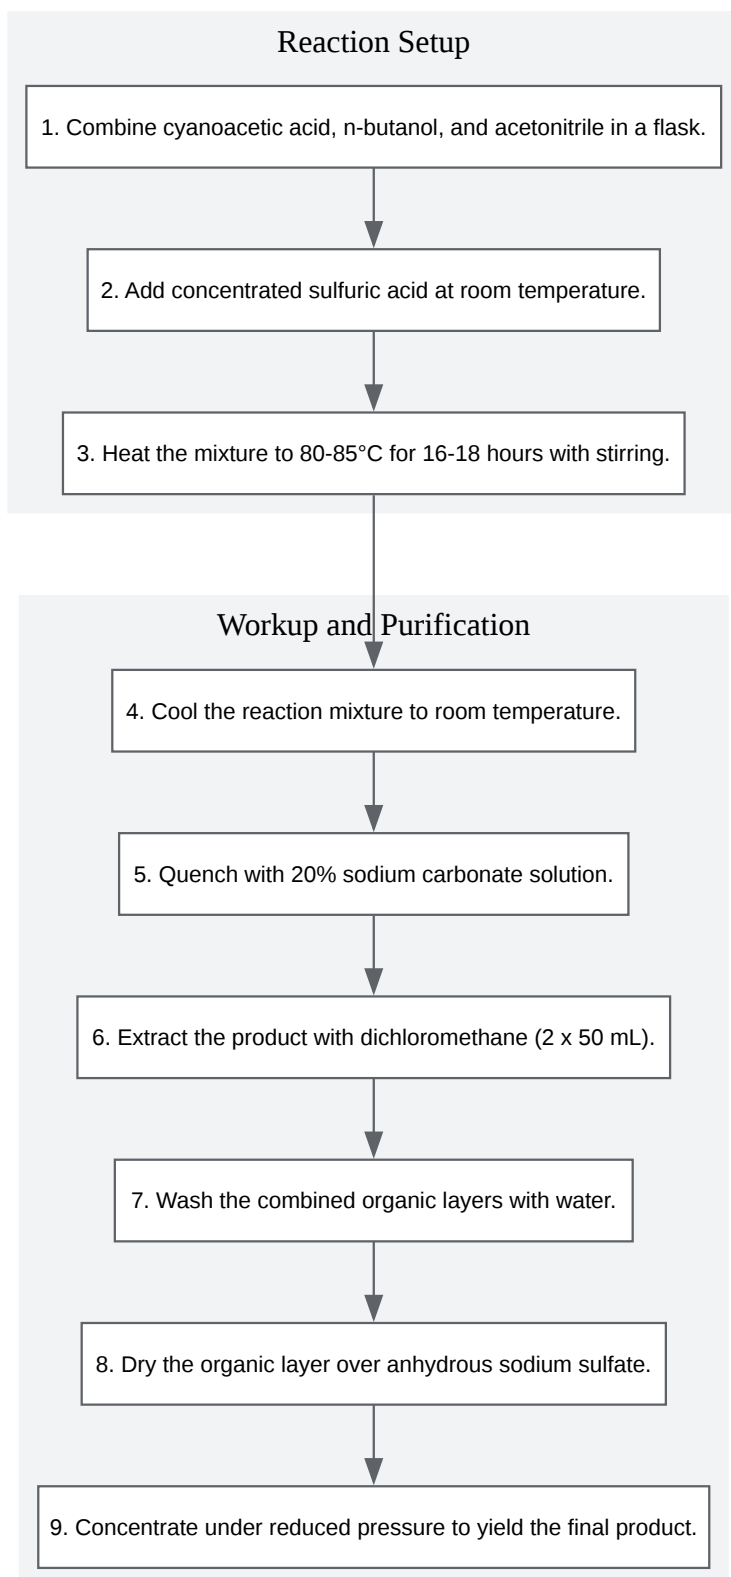 Reaction Setup
1. Combine cyanoacetic acid, n-butanol, and acetonitrile in a flask.
2. Add concentrated sulfuric acid at room temperature.
3. Heat the mixture to 80-85°C for 16-18 hours with stirring.
Workup and Purification
4. Cool the reaction mixture to room temperature.
5. Quench with 20% sodium carbonate solution.
6. Extract the product with dichloromethane (2 x 50 mL).
7. Wash the combined organic layers with water.
8. Dry the organic layer over anhydrous sodium sulfate.
9. Concentrate under reduced pressure to yield the final product.